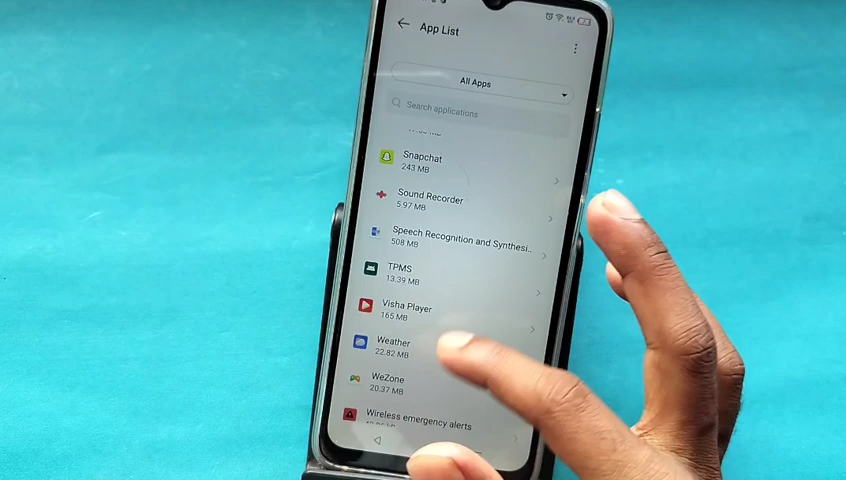 App List
All Apps
Search applications
Snapchat
243 MB
Sound Recorder
5.97 MB
Speech Recognition and Synthesi..
508 MB
TPMS
13.39 MB
Visha Player
165 MB
Weather
22.82 MB
WeZone
20.37 MB
Wireless emergency alerts